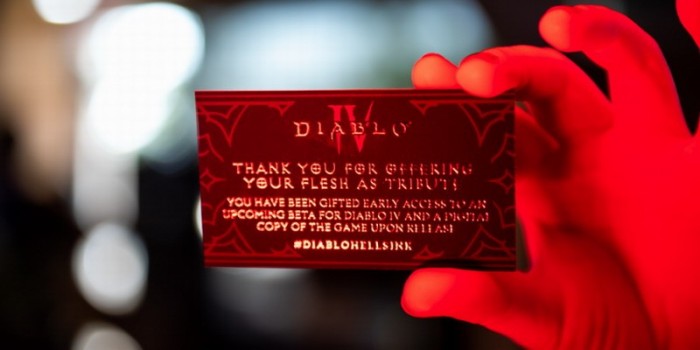 DIABLO
IV
THANK YOU FOR OFFERING
YOUR FLESH AS TRIBUTE
YOU HAVE BEEN GIFTED EARLY ACCESS TO AN
UPCOMING BETA FOR DIABLO IV AND A DIGITAL
COPY OF THE GAME UPON RELEASE
#DIABLOHELLSINK